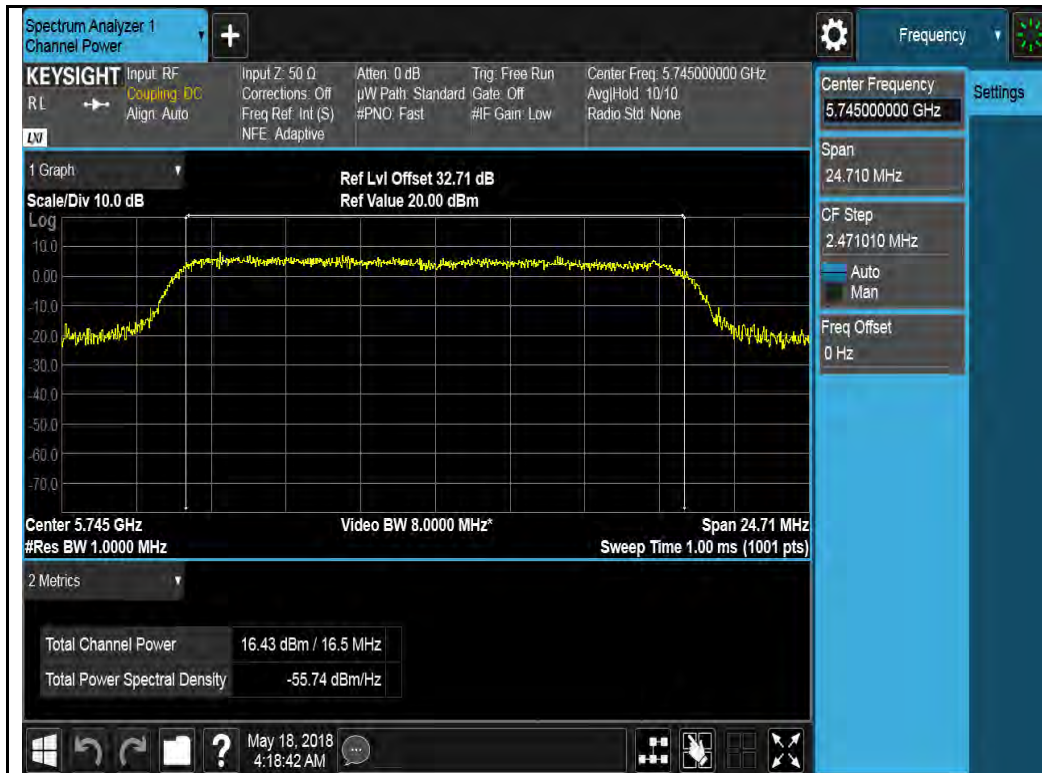 Spectrum Analyzer 1
Channel Power
+
Frequency
KEYSIGHT
RL
LXI
Input: RF
Coupling: DC
Align: Auto
Input Z: 50 Ω
Corrections: Off
Freq Ref: Int (S)
NFE: Adaptive
Atten: 0 dB
µW Path: Standard
#PNO: Fast
Trig: Free Run
Gate: Off
#IF Gain: Low
Center Freq: 5.745000000 GHz
Avg|Hold: 10/10
Radio Std: None
Center Frequency
5.745000000 GHz
Settings
Span
24.710 MHz
CF Step
2.471010 MHz
Auto
Man
Freq Offset
0 Hz
1 Graph
Scale/Div 10.0 dB
Ref Lvl Offset 32.71 dB
Ref Value 20.00 dBm
Log
10.0
0.00
-10.0
-20.0
-30.0
-40.0
-50.0
-60.0
-70.0
Center 5.745 GHz
#Res BW 1.0000 MHz
Video BW 8.0000 MHz*
Span 24.71 MHz
Sweep Time 1.00 ms (1001 pts)
2 Metrics
Total Channel Power 16.43 dBm / 16.5 MHz
Total Power Spectral Density -55.74 dBm/Hz
?
May 18, 2018
4:18:42 AM